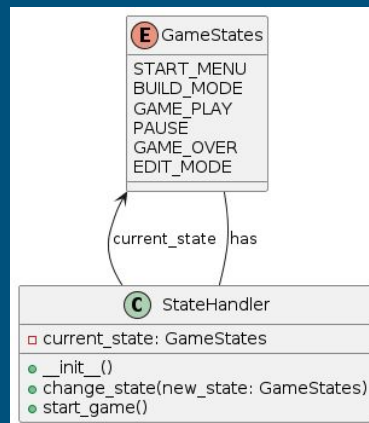 E GameStates
START_MENU
BUILD_MODE
GAME_PLAY
PAUSE
GAME_OVER
EDIT_MODE
current_state has
C StateHandler
current_state: GameStates
__init__()
change_state(new_state: GameStates)
start_game()